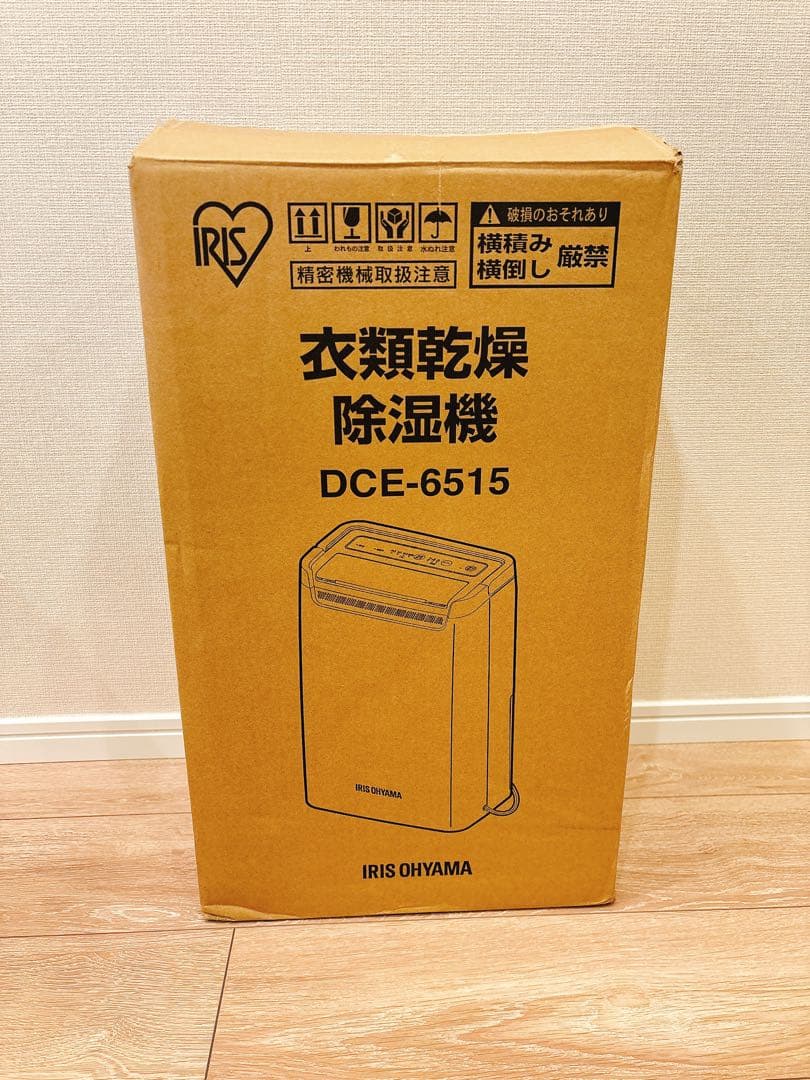 IRIS
上
われもの注意
取扱注意
水ぬれ注意
精密機械取扱注意
破損のおそれあり
横積み
横倒し
厳禁
衣類乾燥
除湿機
DCE-6515
IRIS OHYAMA
IRIS OHYAMA